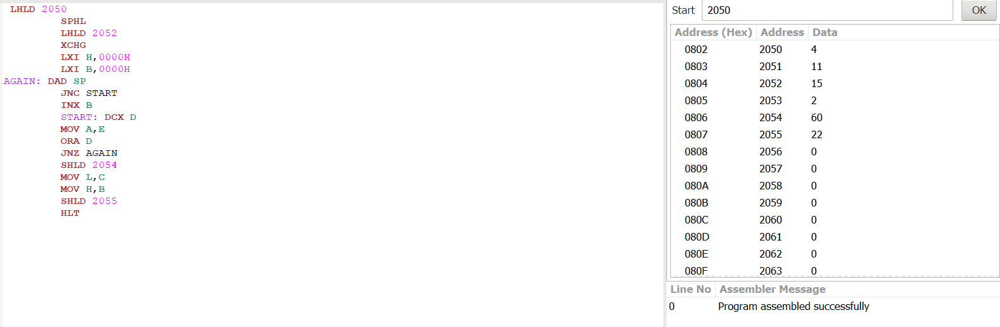 LHLD 2050
SPHL
LHLD 2052
XCHG
LXI H,0000H
LXI B,0000H
AGAIN: DAD SP
JNC START
INX B
START: DCX D
MOV A,E
ORA D
JNZ AGAIN
SHLD 2054
MOV L,C
MOV H,B
SHLD 2055
HLT
Start 2050 OK
Address (Hex) Address Data
0802 2050 4
0803 2051 11
0804 2052 15
0805 2053 2
0806 2054 60
0807 2055 22
0808 2056 0
0809 2057 0
080A 2058 0
080B 2059 0
080C 2060 0
080D 2061 0
080E 2062 0
080F 2063 0
Line No Assembler Message
0 Program assembled successfully